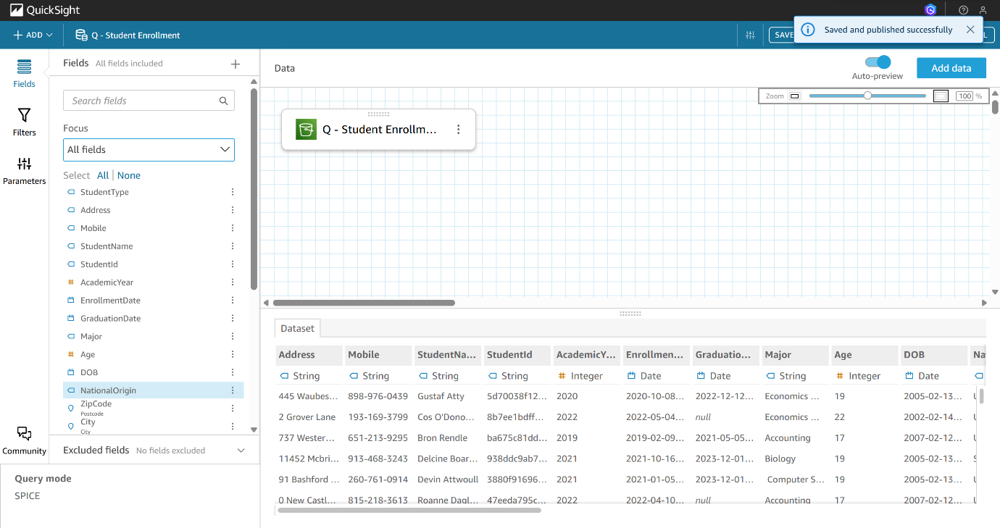 QuickSight
ADD
Q - Student Enrollment
SAVE
Saved and published successfully
L
Fields
Filters
Parameters
Community
Fields All fields included
Search fields
Focus
All fields
Select All | None
StudentType
Address
Mobile
StudentName
StudentId
AcademicYear
EnrollmentDate
GraduationDate
Major
Age
DOB
NationalOrigin
ZipCode
Postcode
City
City
Excluded fields No fields excluded
Query mode
SPICE
Data
Auto-preview
Add data
Zoom 100 %
Q - Student Enrollm...
Dataset
Address Mobile StudentNa... StudentId AcademicY... Enrollmen... Graduatio... Major Age DOB Na
String String String String Integer Date Date String Integer Date
445 Waubes... 898-976-0439 Gustaf Atty 5d70038f12... 2020 2020-10-08... 2022-12-12... Economics ... 19 2005-02-13...
2 Grover Lane 193-169-3799 Cos O'Dono... 8b7ee1bdff... 2022 2022-05-04... null Economics ... 22 2002-02-14...
737 Wester... 651-213-9295 Bron Rendle ba675c81dd... 2019 2019-02-09... 2021-05-05... Accounting 17 2007-02-12...
11452 Mcbri... 913-468-3243 Delcine Boar... 938ddc9ab7... 2021 2021-10-16... 2023-12-01... Biology 19 2005-02-13...
91 Bashford ... 260-761-0914 Devin Attwoull 3880f91696... 2021 2021-01-05... 2023-12-01... Computer S... 19 2005-02-13...
0 New Castl... 815-218-3613 Roanne Dagl... 47eeda795c... 2022 2022-04-10... null Accounting 17 2007-02-12...